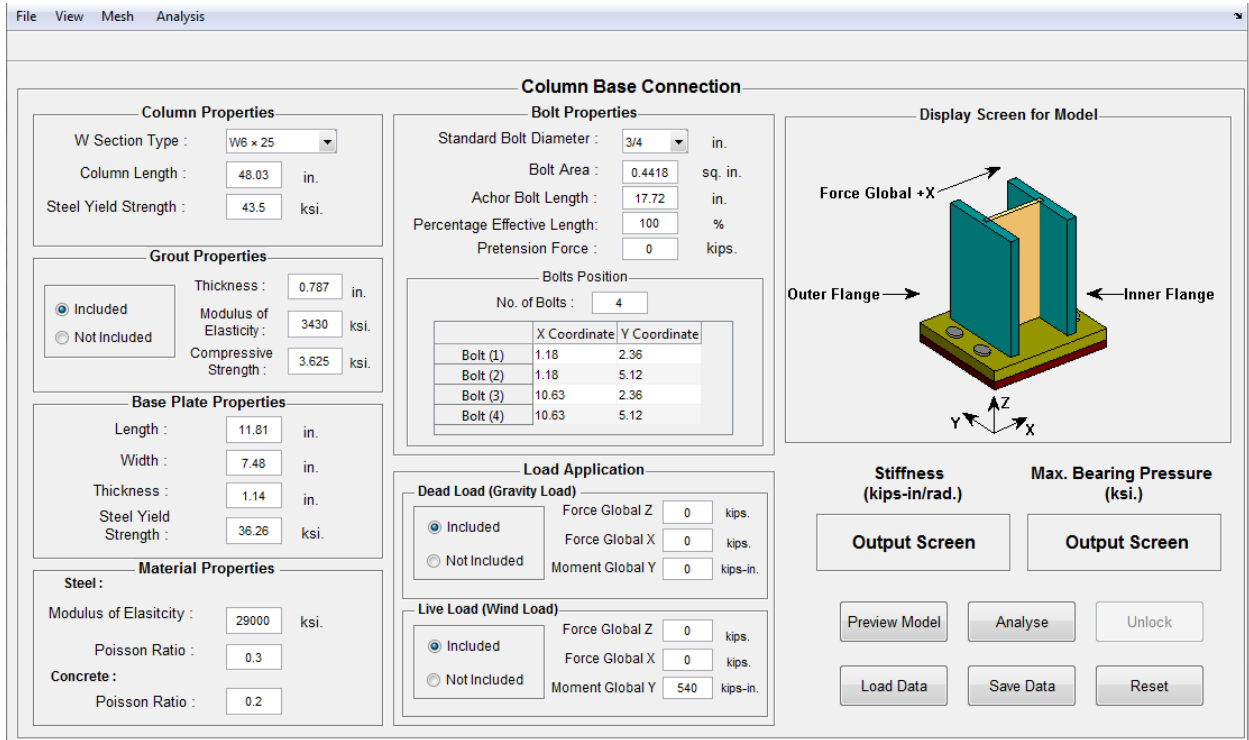 File View Mesh Analysis
Column Base Connection
Column Properties
W Section Type : W6 × 25
Column Length : 48.03 in.
Steel Yield Strength : 43.5 ksi.
Grout Properties
Included
Not Included
Thickness : 0.787 in.
Modulus of
Elasticity : 3430 ksi.
Compressive
Strength : 3.625 ksi.
Base Plate Properties
Length : 11.81 in.
Width : 7.48 in.
Thickness : 1.14 in.
Steel Yield
Strength : 36.26 ksi.
Material Properties
Steel :
Modulus of Elasitcity : 29000 ksi.
Poisson Ratio : 0.3
Concrete :
Poisson Ratio : 0.2
Bolt Properties
Standard Bolt Diameter : 3/4 in.
Bolt Area : 0.4418 sq. in.
Achor Bolt Length : 17.72 in.
Percentage Effective Length: 100 %
Pretension Force : 0 kips.
Bolts Position
No. of Bolts : 4
X Coordinate Y Coordinate
Bolt (1) 1.18 2.36
Bolt (2) 1.18 5.12
Bolt (3) 10.63 2.36
Bolt (4) 10.63 5.12
Load Application
Dead Load (Gravity Load)
Included
Not Included
Force Global Z 0 kips.
Force Global X 0 kips.
Moment Global Y 0 kips-in.
Live Load (Wind Load)
Included
Not Included
Force Global Z 0 kips.
Force Global X 0 kips.
Moment Global Y 540 kips-in.
Display Screen for Model
Force Global +X
Outer Flange
Inner Flange
Z
Y
X
Stiffness
(kips-in/rad.)
Output Screen
Max. Bearing Pressure
(ksi.)
Output Screen
Preview Model Analyse Unlock
Load Data Save Data Reset